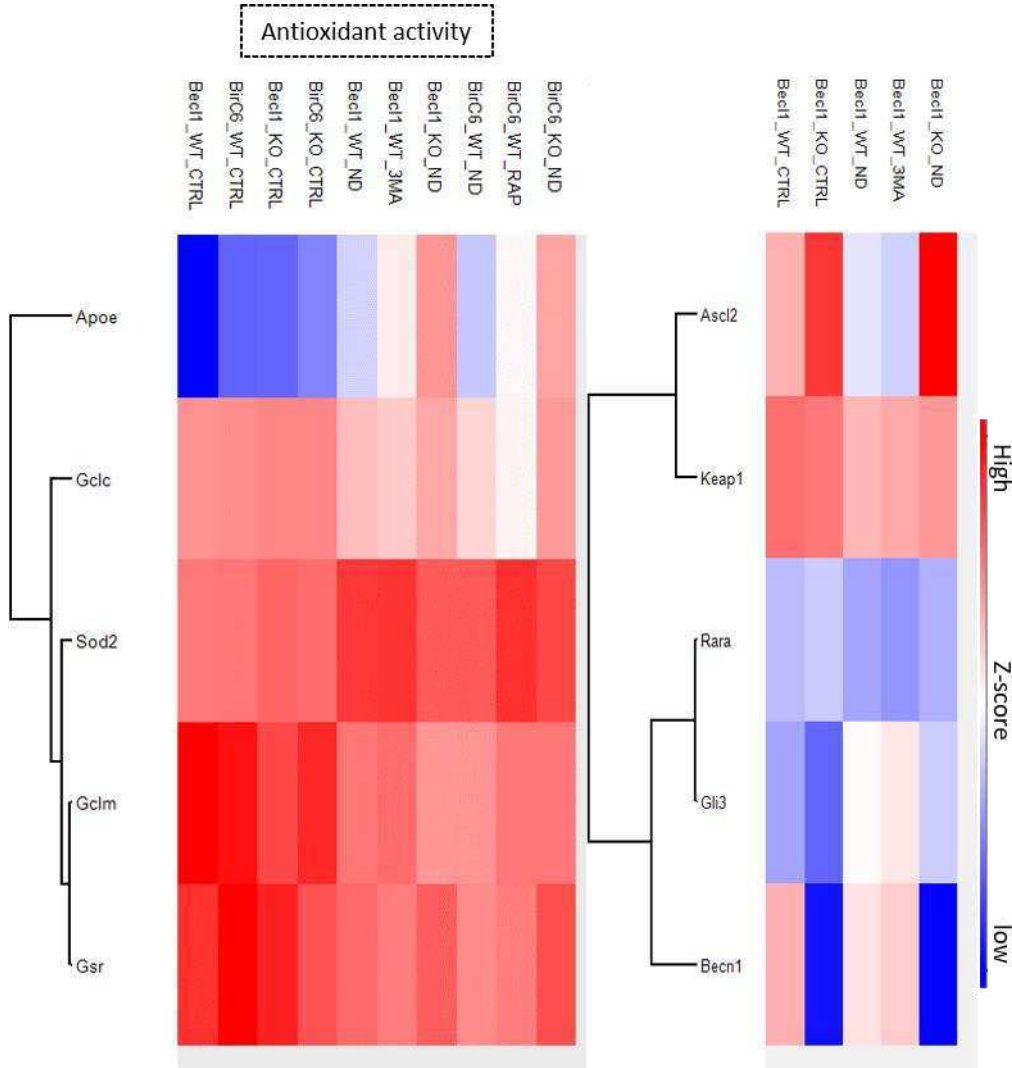 Antioxidant activity
Becl1_WT_CTRL
BirC6_WT_CTRL
Becl1_KO_CTRL
BirC6_KO_CTRL
Becl1_WT_ND
Becl1_WT_3MA
Becl1_KO_ND
BirC6_WT_ND
BirC6_WT_RAP
BirC6_KO_ND
Apoe
Gclc
Sod2
Gclm
Gsr
Becl1_WT_CTRL
Becl1_KO_CTRL
Becl1_WT_ND
Becl1_WT_3MA
Becl1_KO_ND
Ascl2
Keap1
Rara
Gli3
Becn1
High
Z-score
low